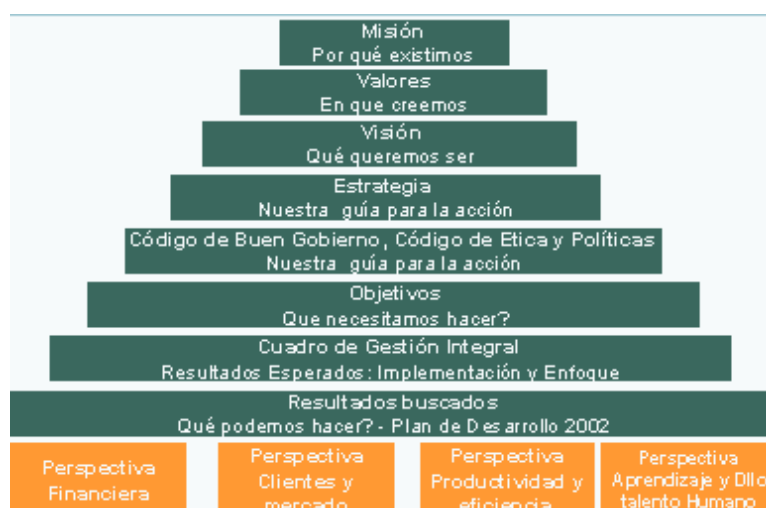 Misión
Por qué existimos
Valores
En que creemos
Visión
Qué queremos ser
Estrategia
Nuestra guía para la acción
Código de Buen Gobierno, Código de Etica y Políticas
Nuestra guía para la acción
Objetivos
Que necesitamos hacer?
Cuadro de Gestión Integral
Resultados Esperados: Implementación y Enfoque
Resultados buscados
Qué podemos hacer? - Plan de Desarrollo 2002
Perspectiva
Financiera
Perspectiva
Clientes y
mercado
Perspectiva
Productividad y
eficiencia
Perspectiva
Aprendizaje y Dllo
talento Humano